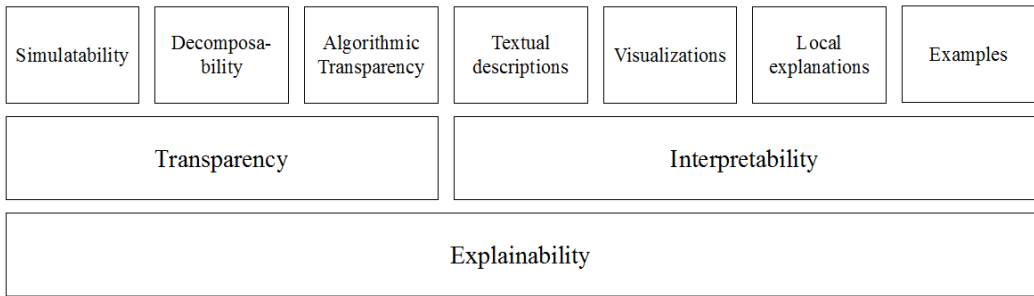 Simulatability
Decomposa-
bility
Algorithmic
Transparency
Textual
descriptions
Visualizations
Local
explanations
Examples
Transparency
Interpretability
Explainability